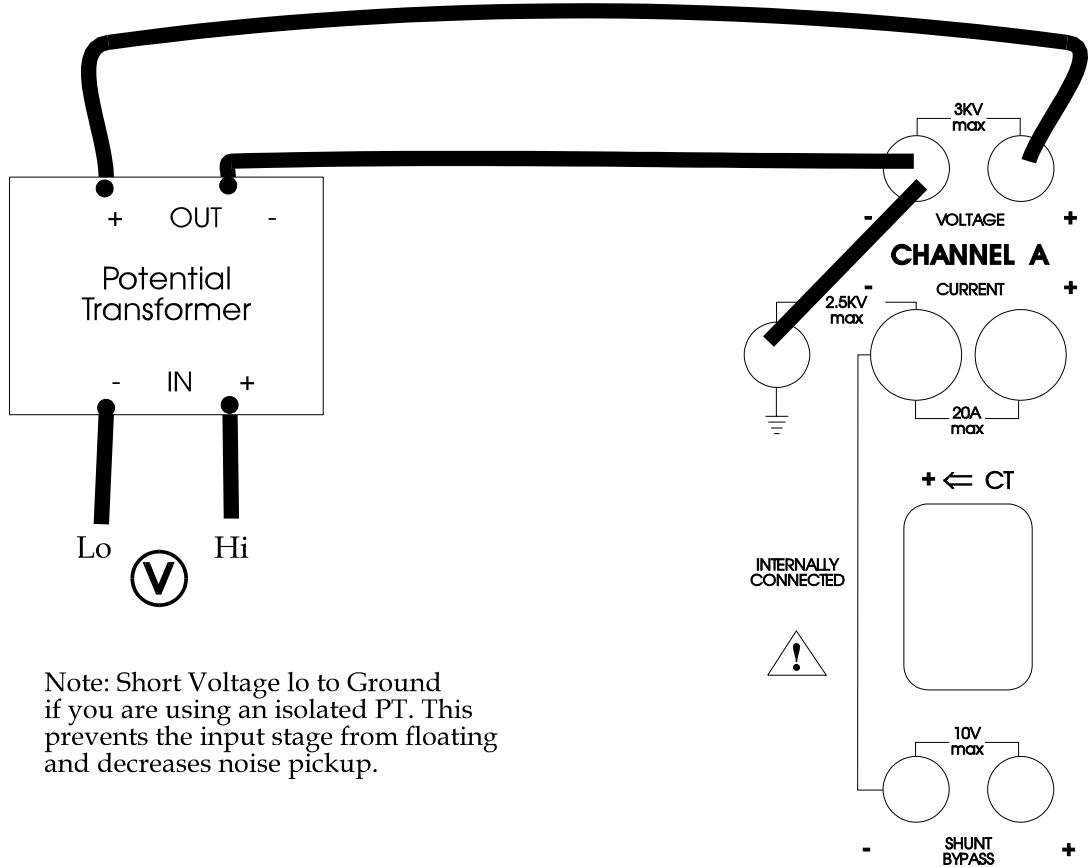 3KV
max
+ OUT -
- VOLTAGE +
Potential
Transformer
CHANNEL A
- CURRENT +
2.5KV
max
- IN +
20A
max
+ ⇐ CT
Lo Hi
V
INTERNALLY
CONNECTED
!
Note: Short Voltage lo to Ground
if you are using an isolated PT. This
prevents the input stage from floating
and decreases noise pickup.
10V
max
- SHUNT +
BYPASS